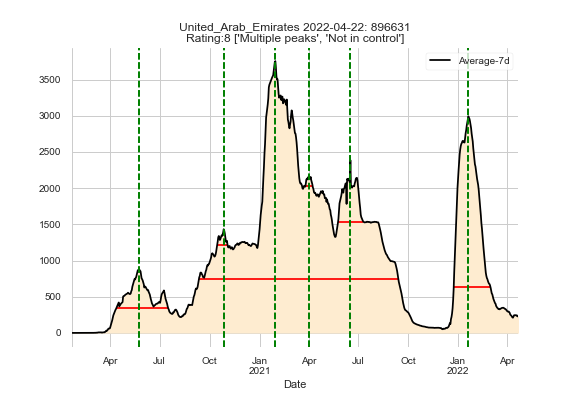 United_Arab_Emirates 2022-04-22: 896631
Rating:8 ['Multiple peaks', 'Not in control']
Average-7d
3500
3000
2500
2000
1500
1000
500
0
Apr Jul Oct Jan Apr Jul Oct Jan Apr
2021 2022
Date